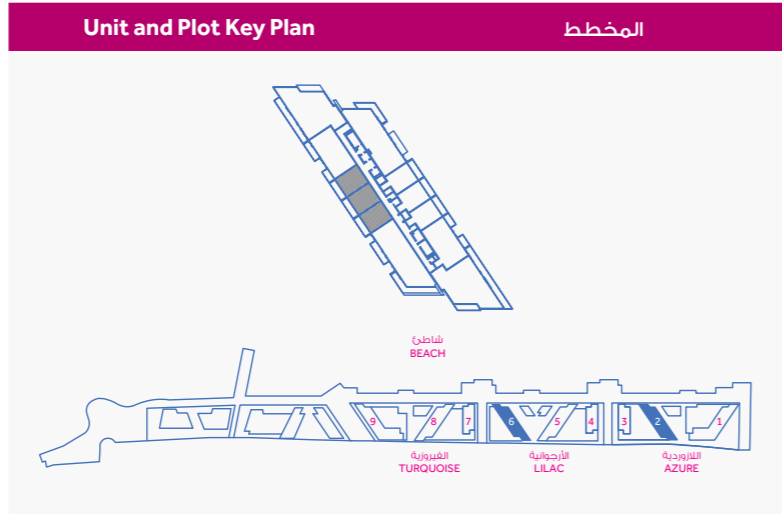 Unit and Plot Key Plan
المخطط
شاطئ
BEACH
9 8 7 6 5 4 3 2 1
الفيروزية
TURQUOISE
الأرجوانية
LILAC
اللازوردية
AZURE